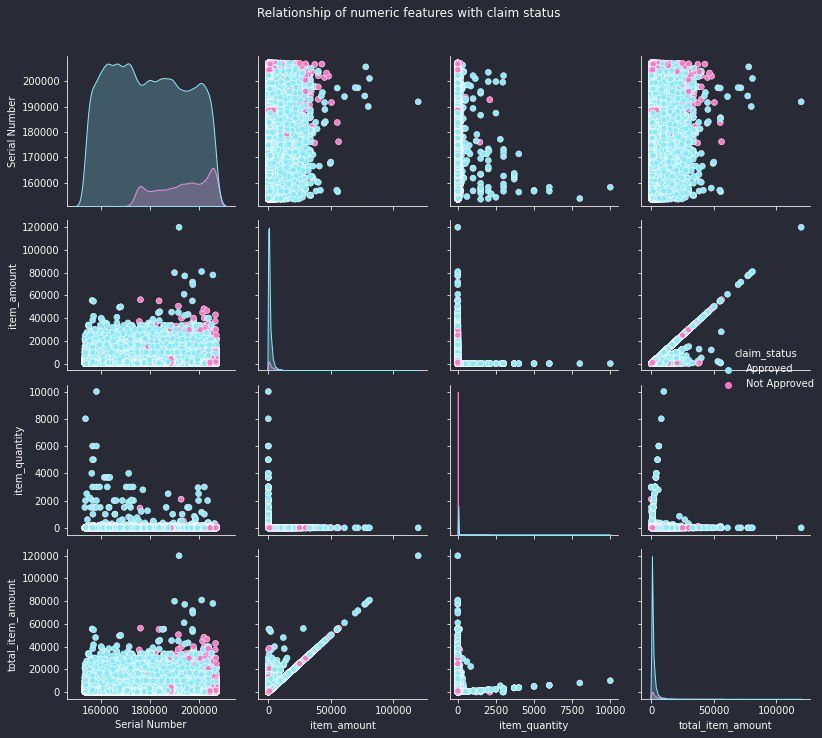 Relationship of numeric features with claim status
200000
190000
180000
170000
160000
Serial Number
120000
100000
80000
60000
40000
20000
0
item_amount
claim_status
Approved
Not Approved
10000
8000
6000
4000
2000
0
item_quantity
120000
100000
80000
60000
40000
20000
0
total_item_amount
160000 180000 200000
Serial Number
0 50000 100000
item_amount
0 2500 5000 7500 10000
item_quantity
0 50000 100000
total_item_amount